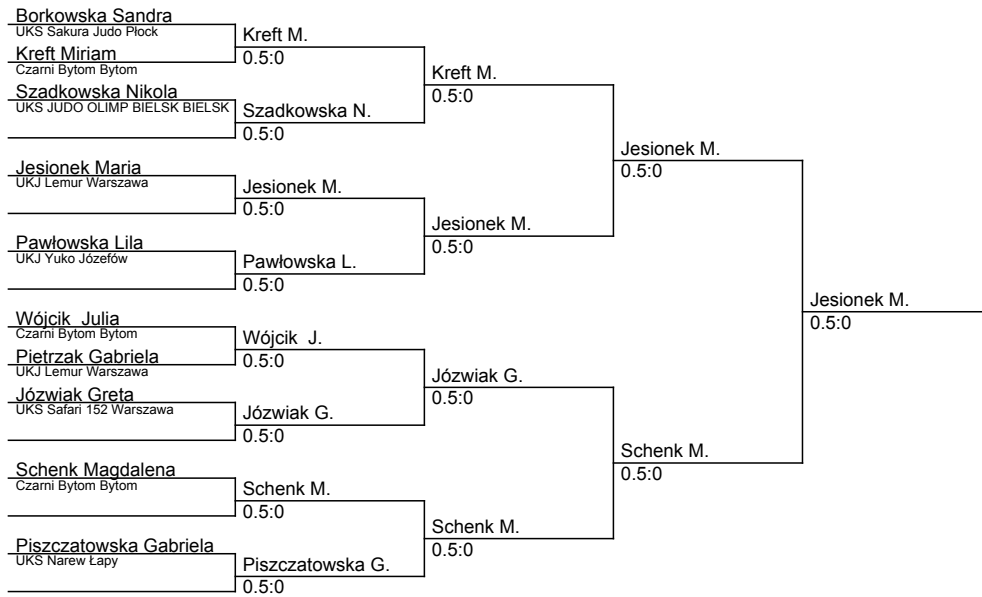 Borkowska Sandra
UKS Sakura Judo Płock
Kreft Miriam
Czarni Bytom Bytom
Szadkowska Nikola
UKS JUDO OLIMP BIELSK BIELSK
Jesionek Maria
UKJ Lemur Warszawa
Pawłowska Lila
UKJ Yuko Józefów
Wójcik  Julia
Czarni Bytom Bytom
Pietrzak Gabriela
UKJ Lemur Warszawa
Józwiak Greta
UKS Safari 152 Warszawa
Schenk Magdalena
Czarni Bytom Bytom
Piszczatowska Gabriela
UKS Narew Łapy
Kreft M.
0.5:0
Szadkowska N.
0.5:0
Jesionek M.
0.5:0
Pawłowska L.
0.5:0
Wójcik  J.
0.5:0
Józwiak G.
0.5:0
Schenk M.
0.5:0
Piszczatowska G.
0.5:0
Kreft M.
0.5:0
Jesionek M.
0.5:0
Józwiak G.
0.5:0
Schenk M.
0.5:0
Jesionek M.
0.5:0
Schenk M.
0.5:0
Jesionek M.
0.5:0